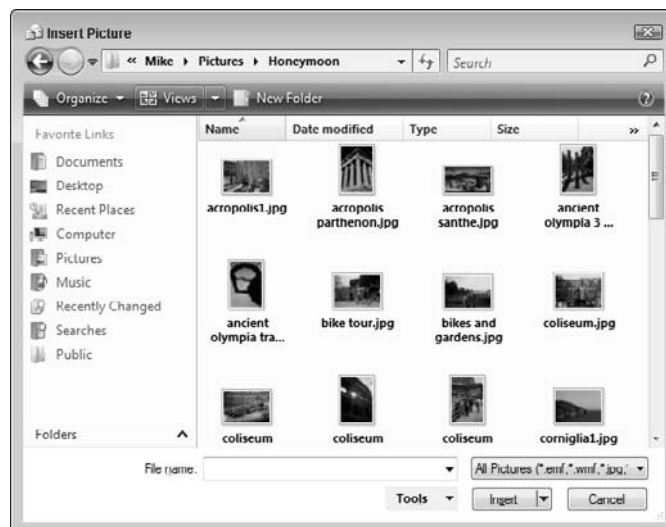 Insert Picture
« Mike Pictures Honeymoon Search
Organize Views New Folder
Favorite Links
Documents
Desktop
Recent Places
Computer
Pictures
Music
Recently Changed
Searches
Public
Folders
Name Date modified Type Size »
acropolis1.jpg acropolis acropolis ancient
parthenon.jpg santhe.jpg olympia 3 ...
ancient bike tour.jpg bikes and coliseum.jpg
olympia tra... gardens.jpg
coliseum coliseum coliseum corniglia1.jpg
File name: All Pictures (*.emf,*.wmf,*.jpg,*
Tools Insert Cancel